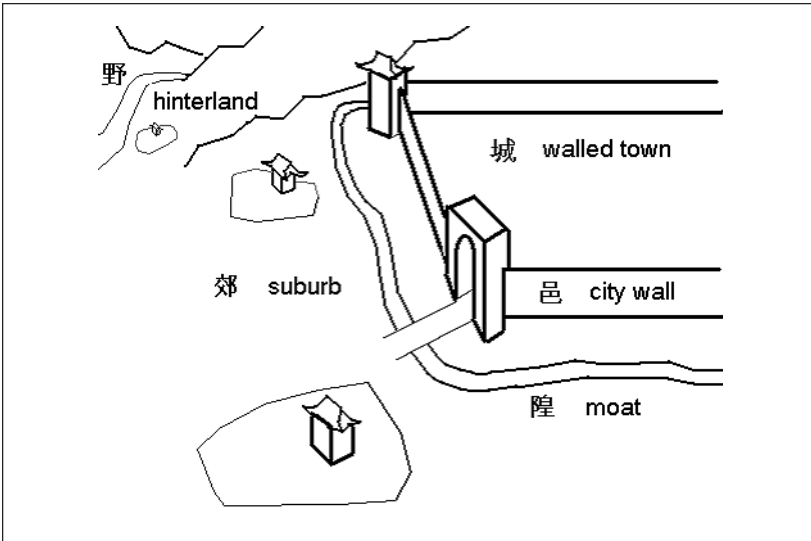 野
hinterland
城 walled town
郊 suburb
邑 city wall
隍 moat